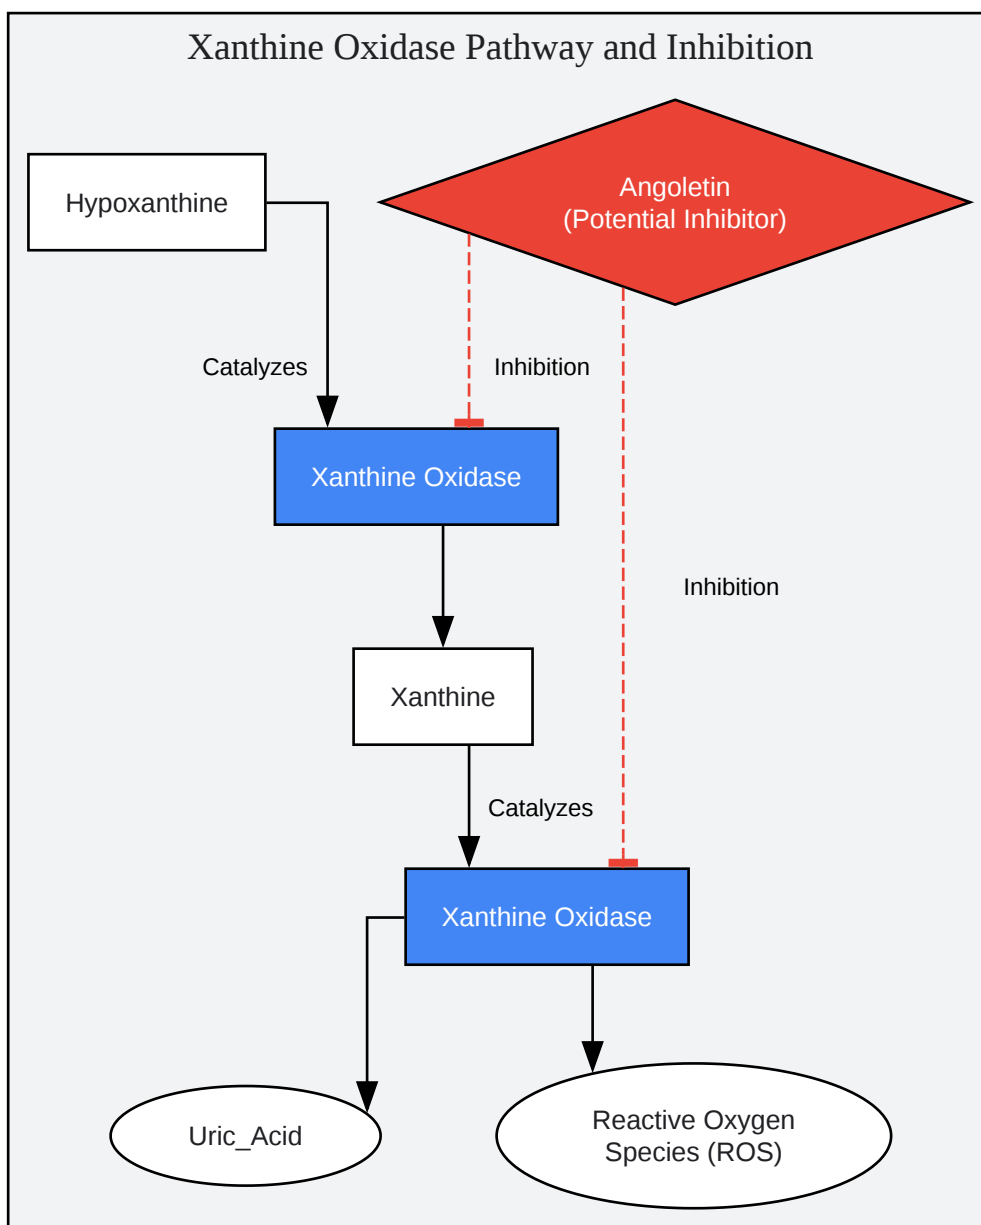 Xanthine Oxidase Pathway and Inhibition
Hypoxanthine
Angoletin
(Potential Inhibitor)
Catalyzes
Inhibition
Xanthine Oxidase
Inhibition
Xanthine
Catalyzes
Xanthine Oxidase
Uric_Acid
Reactive Oxygen
Species (ROS)